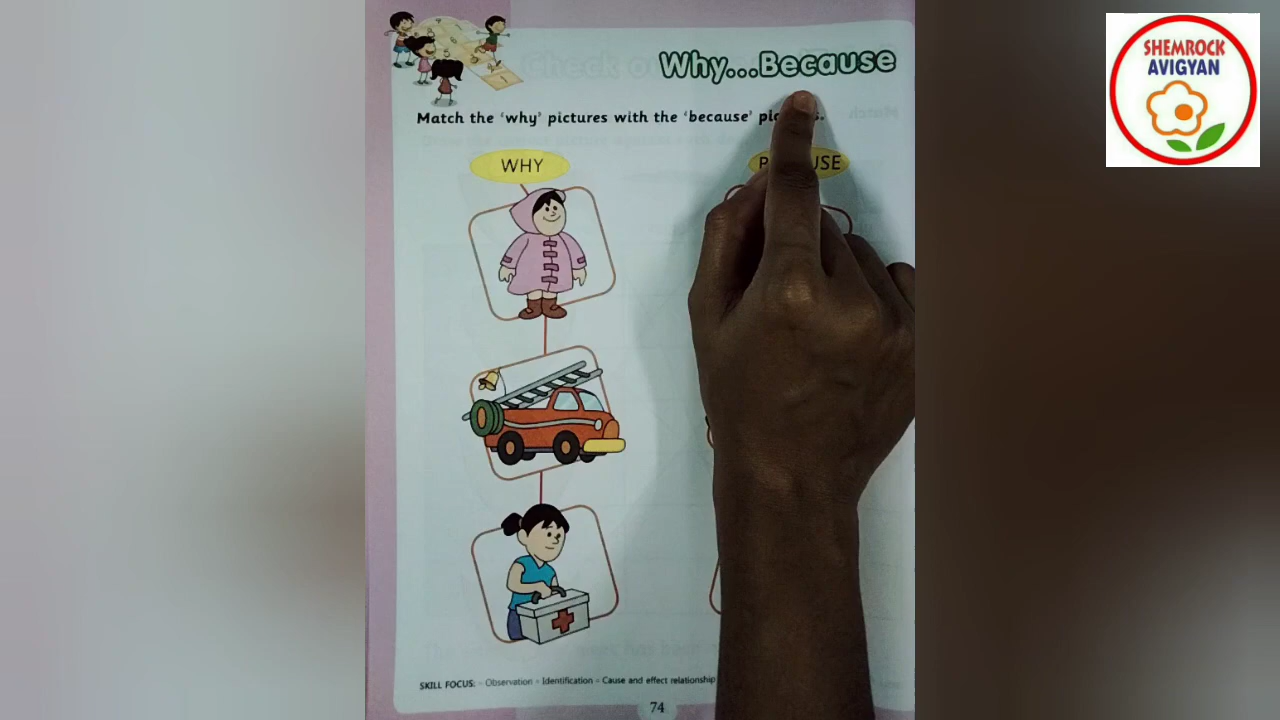 SHEMROCK
AVIGYAN
Why...Because
Match the 'why' pictures with the 'because'
WHY
SKILL FOCUS: • Observation • Identification • Cause and effect relationship
74